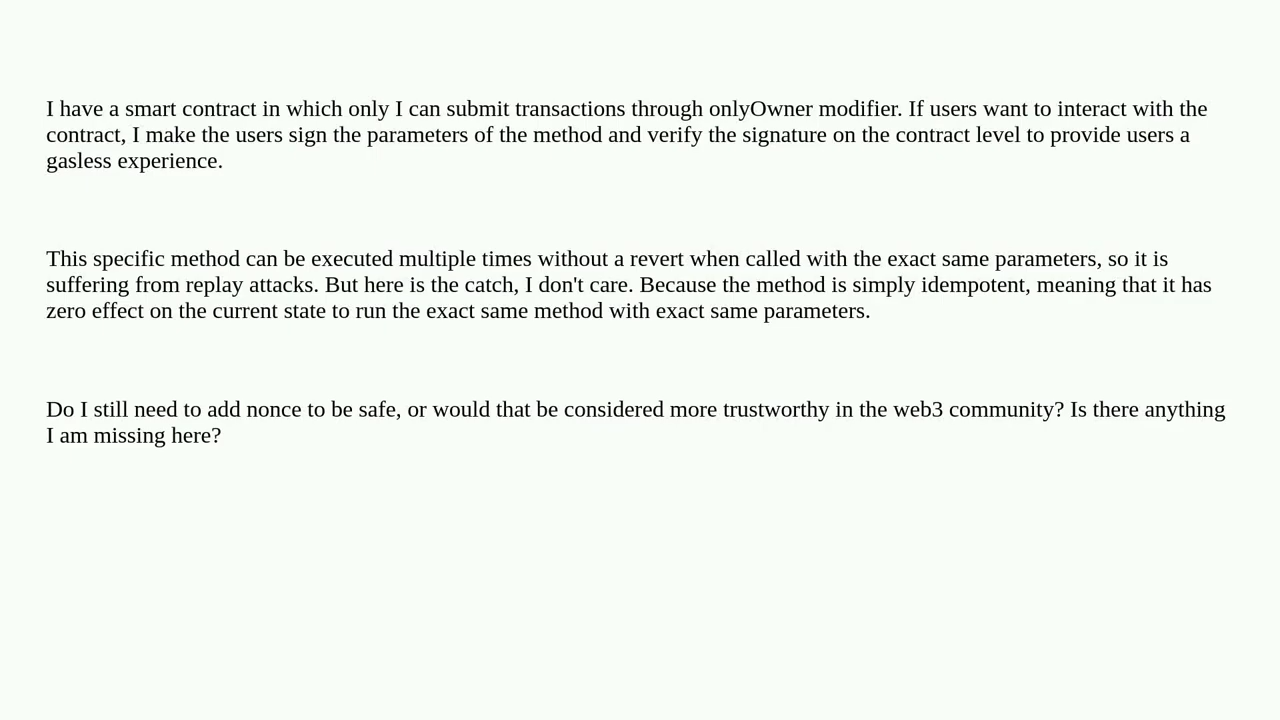 I have a smart contract in which only I can submit transactions through onlyOwner modifier. If users want to interact with the
contract, I make the users sign the parameters of the method and verify the signature on the contract level to provide users a
gasless experience.
This specific method can be executed multiple times without a revert when called with the exact same parameters, so it is
suffering from replay attacks. But here is the catch, I don't care. Because the method is simply idempotent, meaning that it has
zero effect on the current state to run the exact same method with exact same parameters.
Do I still need to add nonce to be safe, or would that be considered more trustworthy in the web3 community? Is there anything
I am missing here?